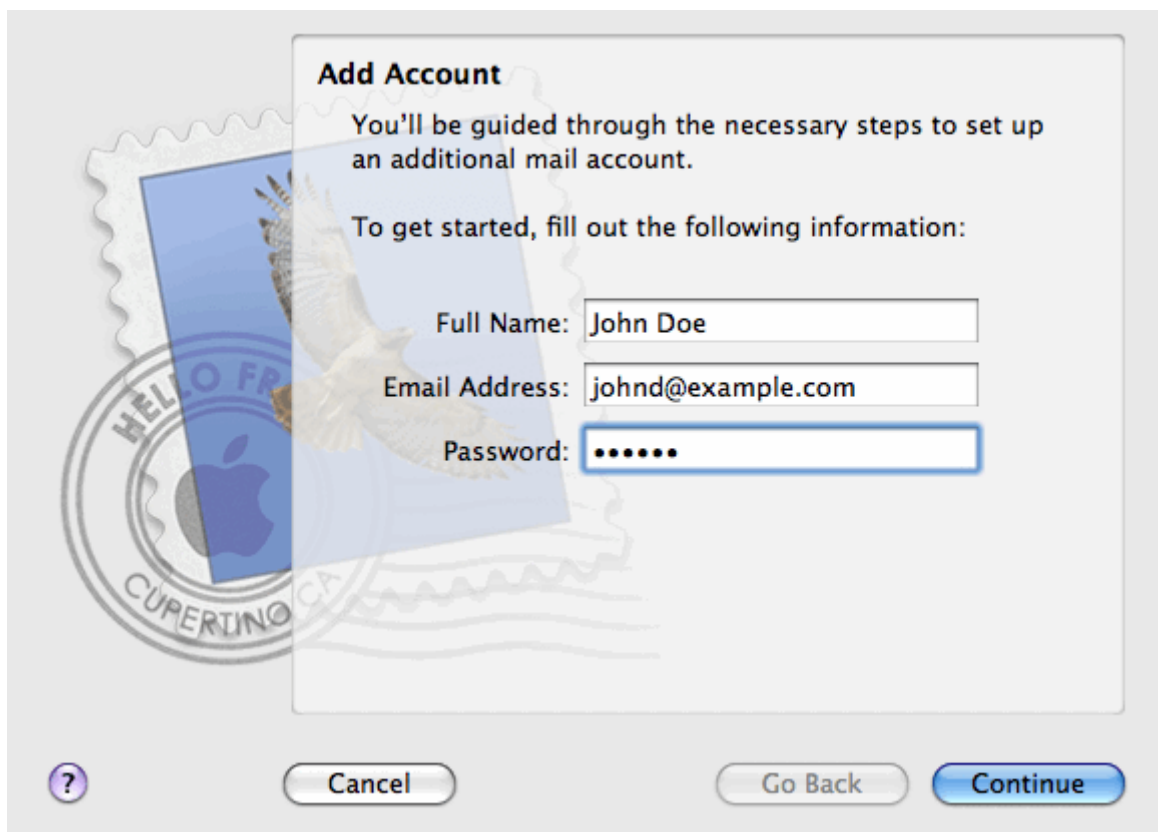 Add Account
You'll be guided through the necessary steps to set up
an additional mail account.
To get started, fill out the following information:
Full Name: John Doe
Email Address: johnd@example.com
Password: ••••••
HELLO FR
CUPERTINO CA
? Cancel Go Back Continue